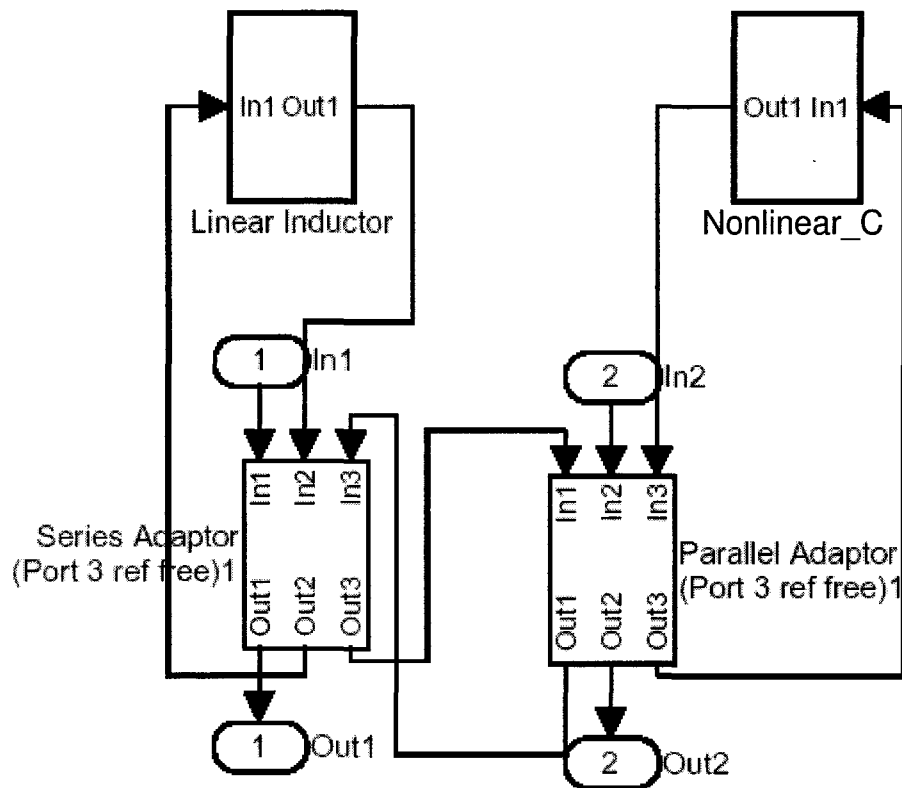 In1 Out1
Linear Inductor
Out1 In1
Nonlinear_C
1
In1
2
In2
In1
In2
In3
Series Adaptor
(Port 3 ref free)1
Out1
Out2
Out3
In1
In2
In3
Parallel Adaptor
(Port 3 ref free)1
Out1
Out2
Out3
1
Out1
2
Out2